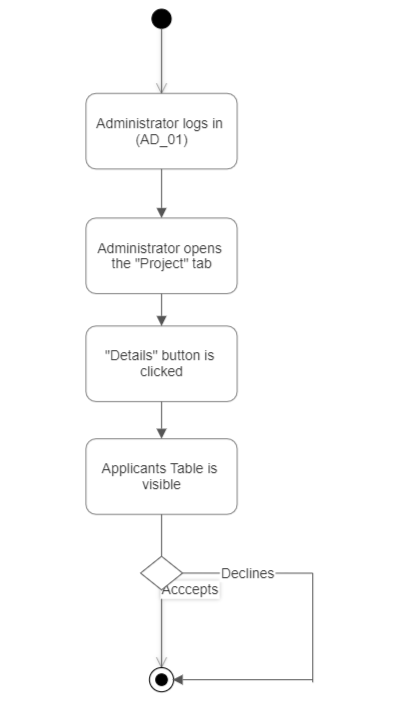 Administrator logs in
(AD_01)
Administrator opens
the "Project" tab
"Details" button is
clicked
Applicants Table is
visible
Declines
Acccepts